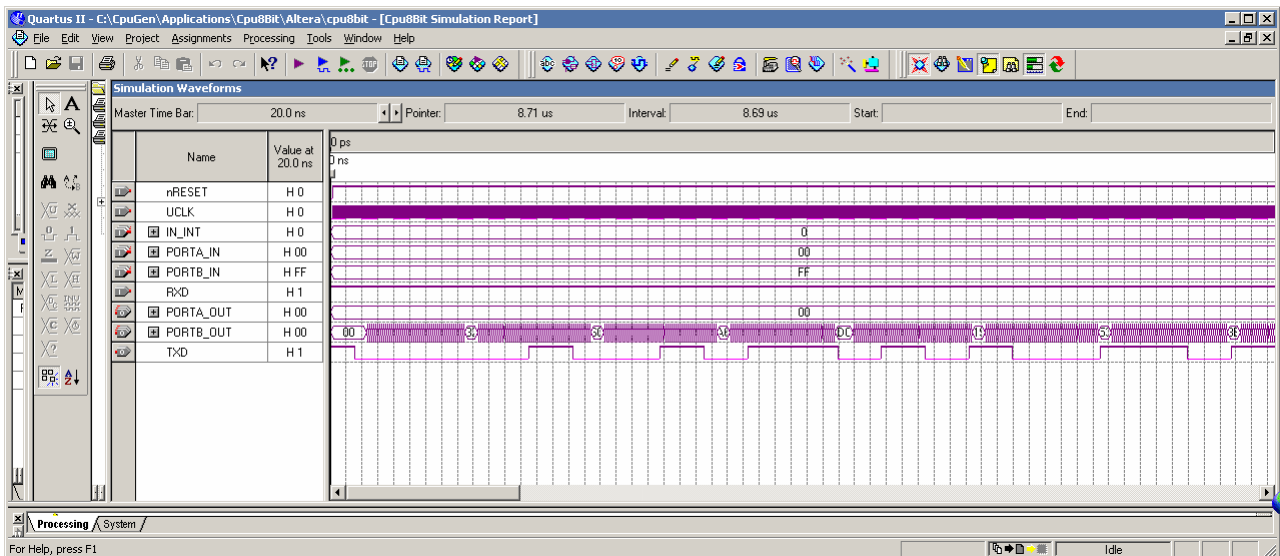 Quartus II - C:\CpuGen\Applications\Cpu8Bit\Altera\cpu8bit - [Cpu8Bit Simulation Report]
File Edit View Project Assignments Processing Tools Window Help
Simulation Waveforms
Master Time Bar: 20.0 ns Pointer: 8.71 us Interval: 8.69 us Start: End:
Name Value at 20.0 ns
0 ps
0 ns
nRESET H 0
UCLK H 0
IN_INT H 0 0
PORTA_IN H 00 00
PORTB_IN H FF FF
RXD H 1
PORTA_OUT H 00 00
PORTB_OUT H 00 00
TXD H 1
Processing System
For Help, press F1 Idle